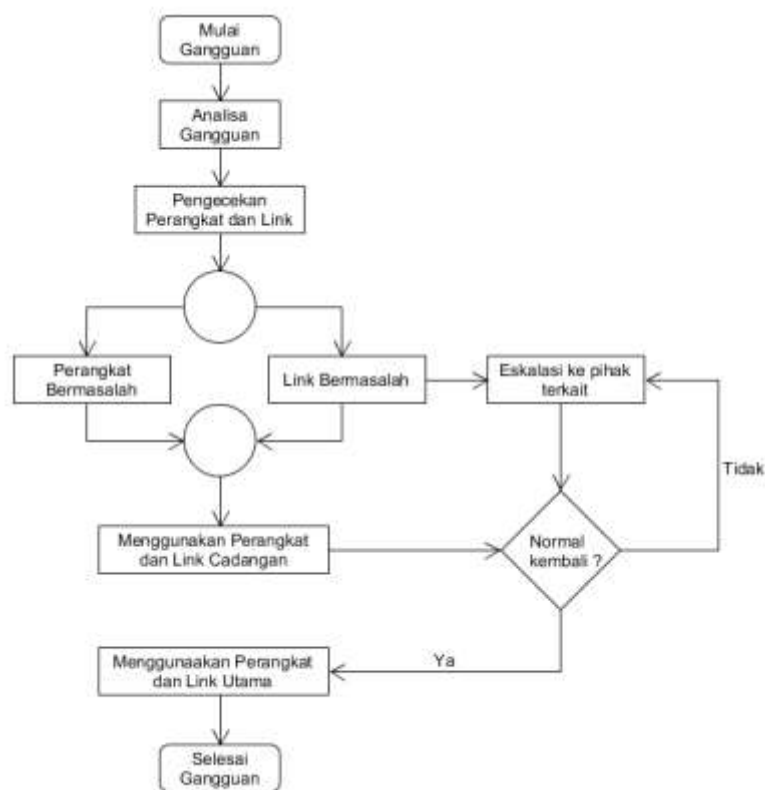 Mulai
Gangguan
Analisa
Gangguan
Pengecekan
Perangkat dan Link
Perangkat
Bermasalah
Link Bermasalah
Eskalasi ke pihak
terkait
Tidak
Menggunakan Perangkat
dan Link Cadangan
Normal
kembali ?
Ya
Menggunaakan Perangkat
dan Link Utama
Selesai
Gangguan